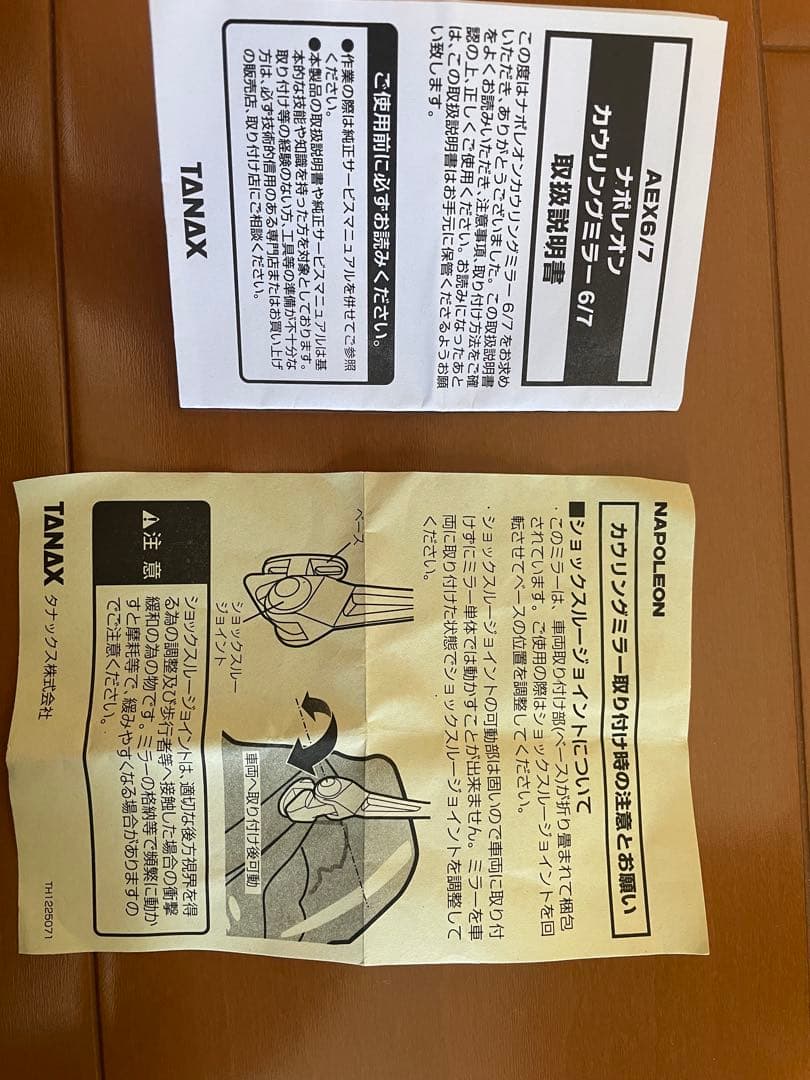 AEX6/7
ナポレオン
カウリングミラー 6/7
取扱説明書
この度はナポレオンカウリングミラー 6/7 をお求め
いただき、ありがとうございました。この取扱説明書
をよくお読みいただき、注意事項、取り付け方法をご確
認の上、正しくご使用ください。お読みになったあと
は、この取扱説明書はお手元に保管くださるようお願
い致します。
ご使用前に必ずお読みください。
●作業の際は純正サービスマニュアルを併せてご参照
ください。
●本製品の取扱説明書や純正サービスマニュアルは基
本的な技能や知識を持った方を対象としております。
取り付け等の経験のない方、工具等の準備が不十分な
方は、必ず技術的信用のある専門店またはお買い上げ
の販売店、取り付け店にご相談ください。
TANAX
NAPOLEON
カウリングミラー取り付け時の注意とお願い
■ショックスルージョイントについて
・このミラーは、車両取り付け部(ベース)が折り畳まれて梱包
されています。ご使用の際はショックスルージョイントを回
転させてベースの位置を調整してください。
・ショックスルージョイントの可動部は固いので車両に取り付
けずにミラー単体では動かすことが出来ません。ミラーを車
両に取り付けた状態でショックスルージョイントを調整して
ください。
ベース
ショックスルー
ジョイント
車両へ取り付け後可動
⚠注 意
ショックスルージョイントは、適切な後方視界を得
る為の調整及び歩行者等へ接触した場合の衝撃
緩和の為の物です。ミラーの格納等で頻繁に動か
すと摩耗等で、緩みやすくなる場合がありますの
でご注意ください。
TANAX タナックス株式会社
TH1225071